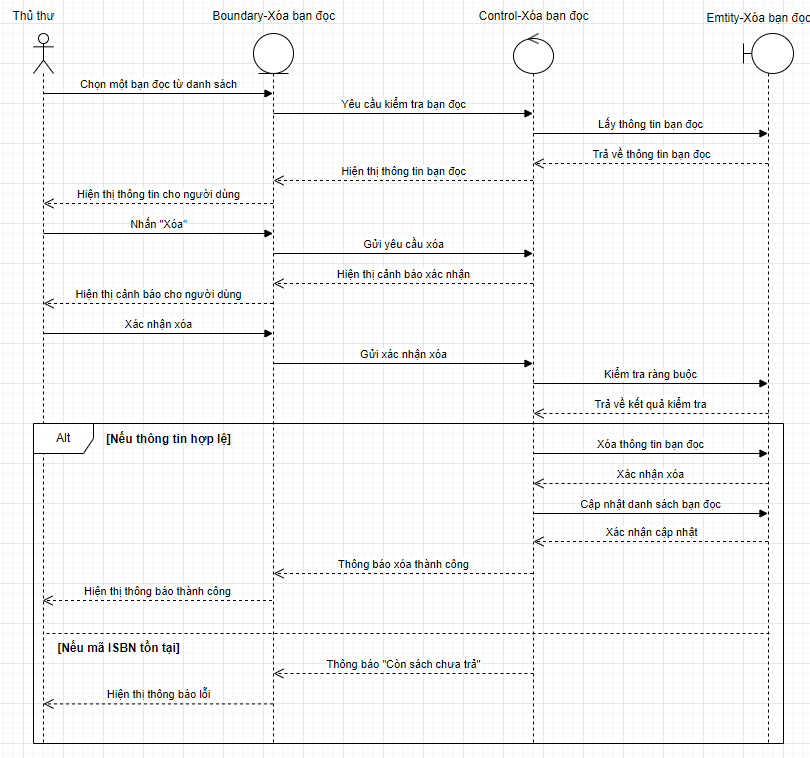 Thủ thư
Boundary-Xóa bạn đọc
Control-Xóa bạn đọc
Emtity-Xóa bạn đọc
Chọn một bạn đọc từ danh sách
Yêu cầu kiểm tra bạn đọc
Lấy thông tin bạn đọc
Trả về thông tin bạn đọc
Hiện thị thông tin bạn đọc
Hiện thị thông tin cho người dùng
Nhấn "Xóa"
Gửi yêu cầu xóa
Hiện thị cảnh báo xác nhận
Hiện thị cảnh báo cho người dùng
Xác nhận xóa
Gửi xác nhận xóa
Kiểm tra ràng buộc
Trả về kết quả kiểm tra
Alt
[Nếu thông tin hợp lệ]
Xóa thông tin bạn đọc
Xác nhận xóa
Cập nhật danh sách bạn đọc
Xác nhận cập nhật
Thông báo xóa thành công
Hiện thị thông báo thành công
[Nếu mã ISBN tồn tại]
Thông báo "Còn sách chưa trả"
Hiện thị thông báo lỗi